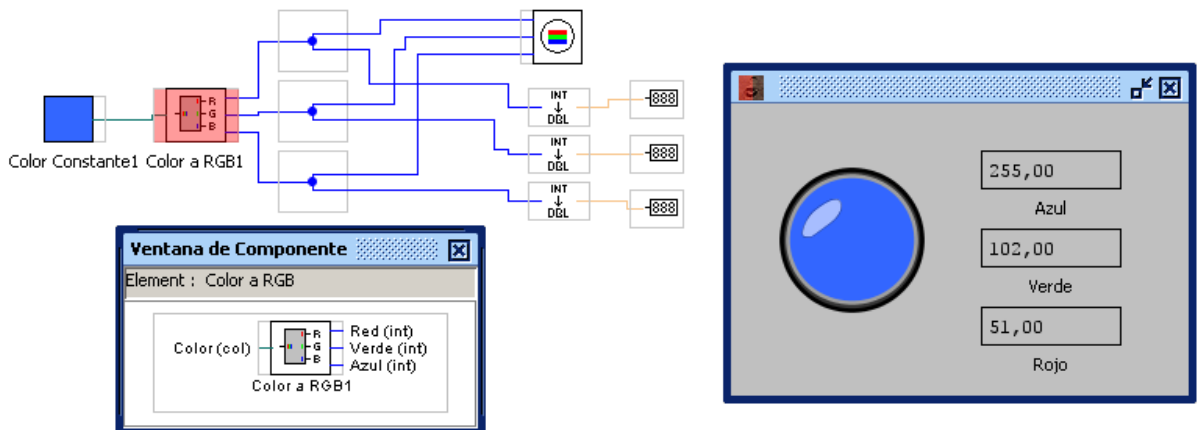 R
G
B
Color Constante1
Color a RGB1
INT
DBL
888
INT
DBL
888
INT
DBL
888
Ventana de Componente
Element : Color a RGB
Color (col)
R
G
B
Red (int)
Verde (int)
Azul (int)
Color a RGB1
255,00
Azul
102,00
Verde
51,00
Rojo